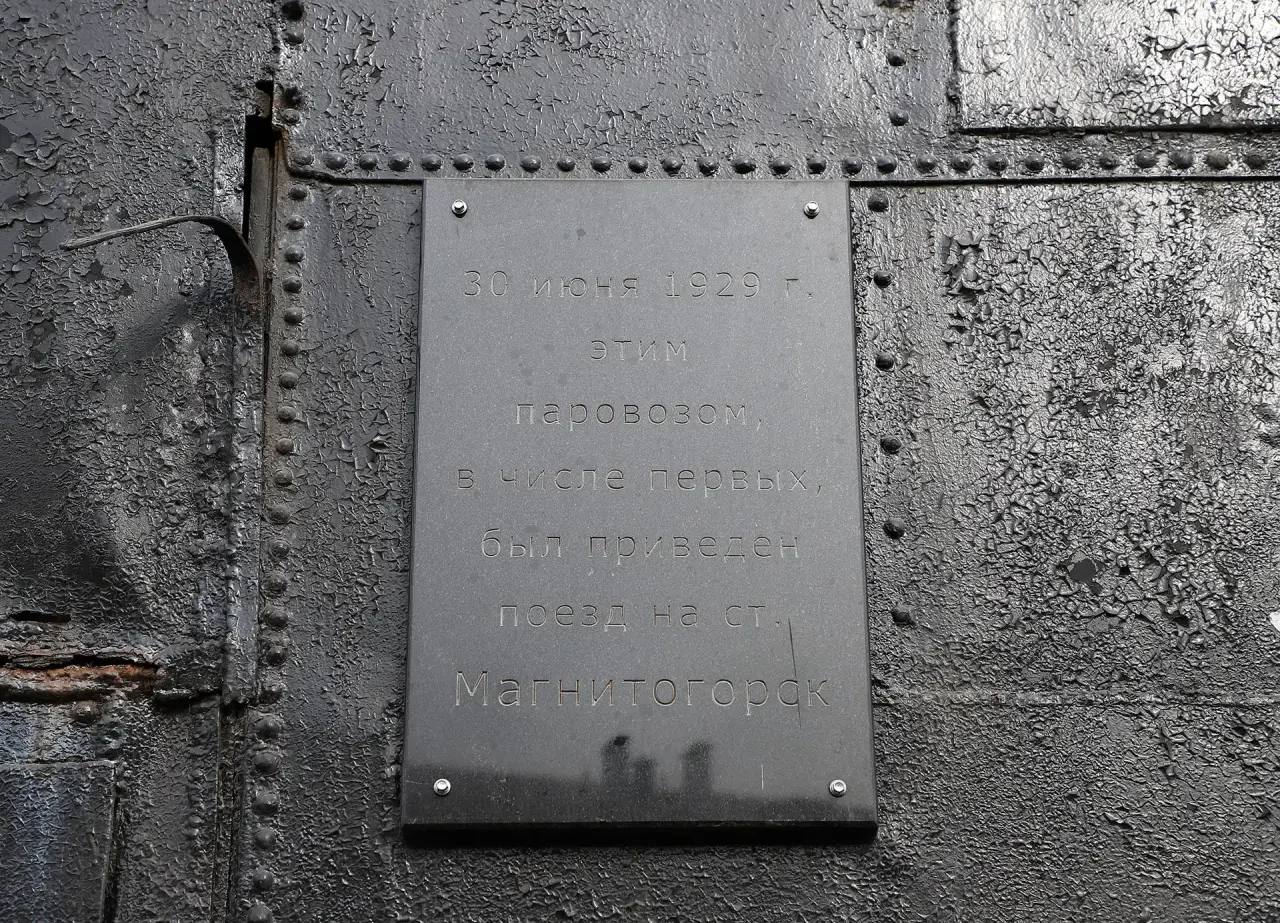 30 июня 1929 г.
этим
паровозом,
в числе первых,
был приведен
поезд на ст.
Магнитогорск